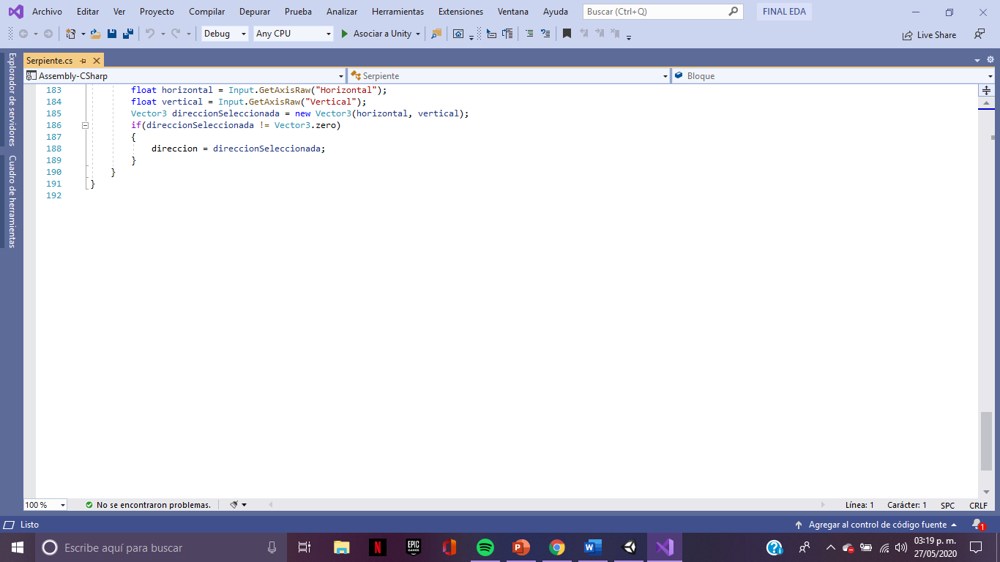 Archivo Editar Ver Proyecto Compilar Depurar Prueba Analizar Herramientas Extensiones Ventana Ayuda Buscar (Ctrl+Q) FINAL EDA
Debug Any CPU Asociar a Unity Live Share
Explorador de servidores
Cuadro de herramientas
Serpiente.cs
Assembly-CSharp Serpiente Bloque
183 float horizontal = Input.GetAxisRaw("Horizontal");
184 float vertical = Input.GetAxisRaw("Vertical");
185 Vector3 direccionSeleccionada = new Vector3(horizontal, vertical);
186 if(direccionSeleccionada != Vector3.zero)
187 {
188 direccion = direccionSeleccionada;
189 }
190 }
191 }
192
100 % No se encontraron problemas. Línea: 1 Carácter: 1 SPC CRLF
Listo Agregar al control de código fuente 1
Escribe aquí para buscar N EPIC GAMES 03:19 p. m.
27/05/2020